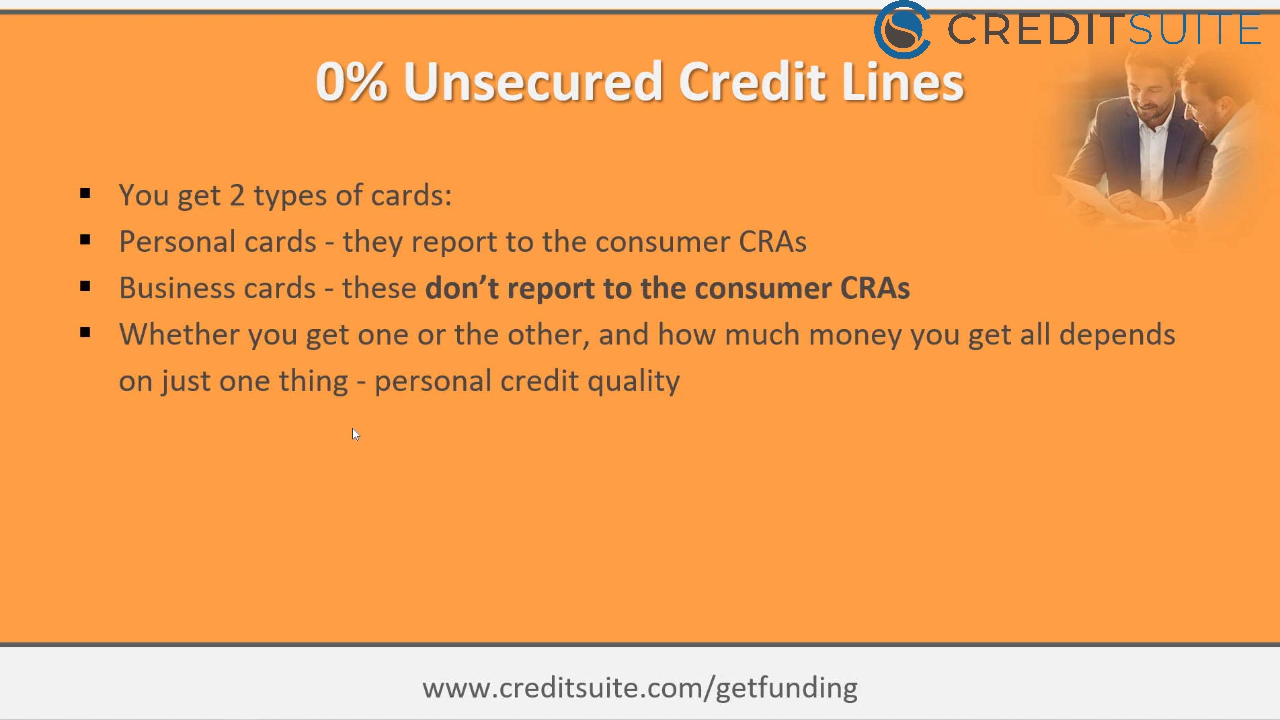 CREDITSUITE
0% Unsecured Credit Lines
You get 2 types of cards:
Personal cards - they report to the consumer CRAs
Business cards - these don’t report to the consumer CRAs
Whether you get one or the other, and how much money you get all depends
on just one thing - personal credit quality
www.creditsuite.com/getfunding